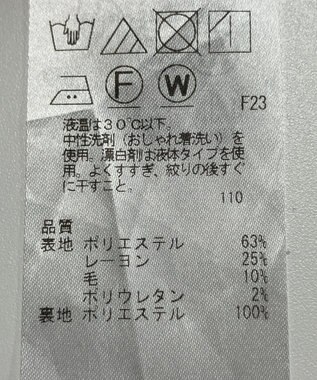 F W
F23
液温は30℃以下。
中性洗剤（おしゃれ着洗い）を
使用。漂白剤は液体タイプを使
用。よくすすぎ、絞りの後すぐ
に干すこと。
110
品質
表地 ポリエステル 63%
レーヨン 25%
毛 10%
ポリウレタン 2%
裏地 ポリエステル 100%